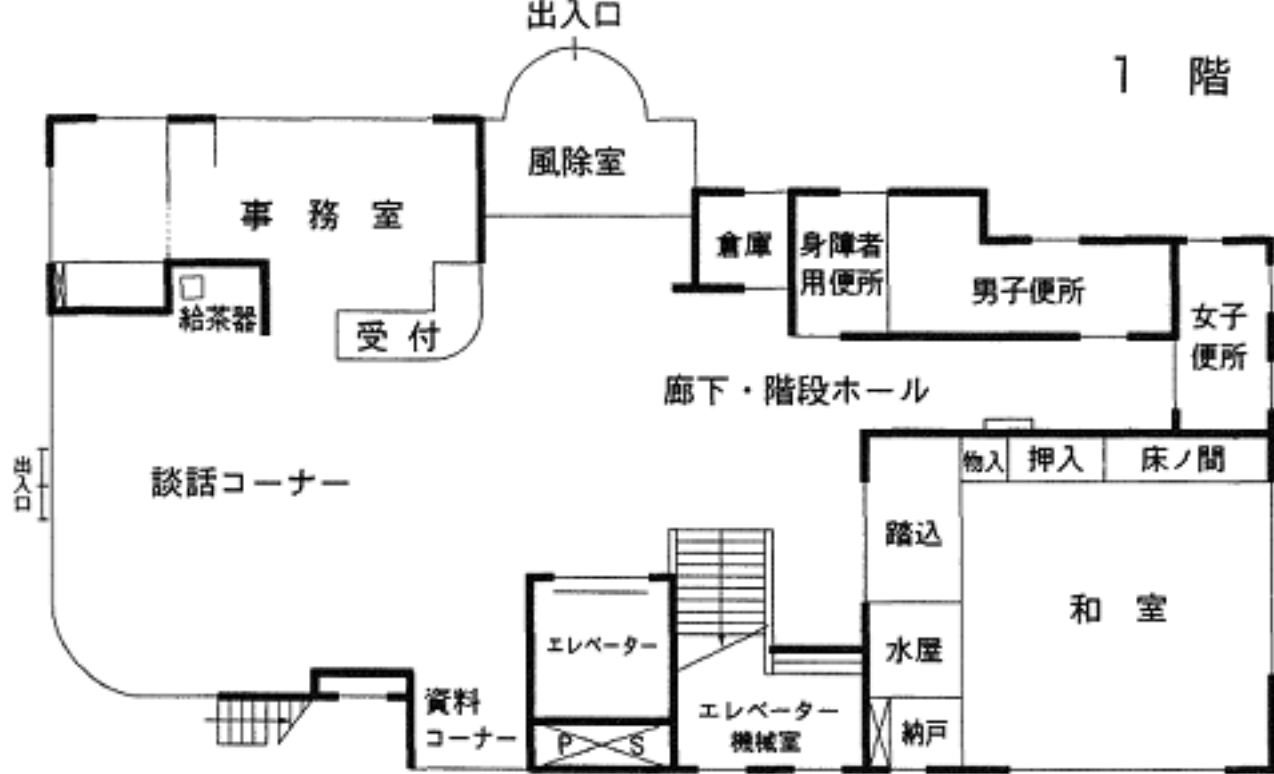 出入口
1 階
風除室
事 務 室
倉庫
身障者
用便所
男子便所
女子
便所
給茶器
受 付
廊下・階段ホール
出入口
談話コーナー
物入
押入
床ノ間
踏込
和 室
エレベーター
水屋
資料
コーナー
P S
エレベーター
機械室
納戸